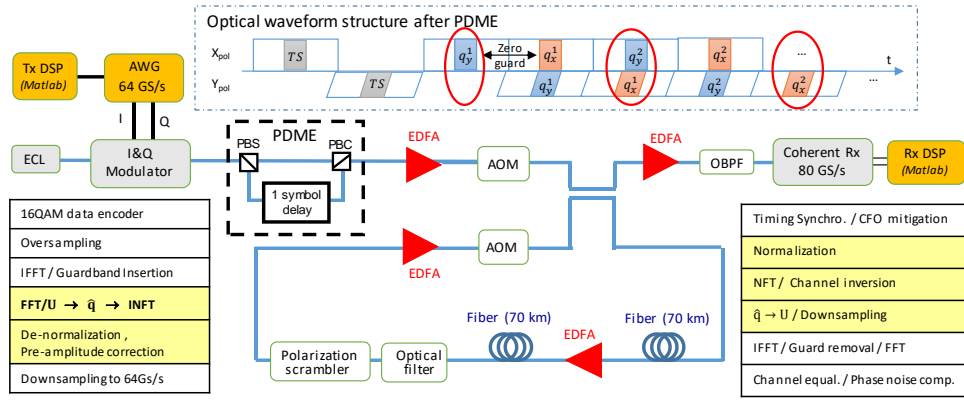 Optical waveform structure after PDME
X_pol
TS
q_y^1
Zero
guard
q_x^1
q_y^2
q_x^2
...
t
Y_pol
TS
q_y^1
q_x^1
q_y^2
q_x^2
...
Tx DSP
(Matlab)
AWG
64 GS/s
I
Q
ECL
I&Q
Modulator
PDME
PBS
PBC
1 symbol
delay
EDFA
AOM
EDFA
OBPF
Coherent Rx
80 GS/s
Rx DSP
(Matlab)
EDFA
AOM
Fiber (70 km)
EDFA
Fiber (70 km)
Polarization
scrambler
Optical
filter
16QAM data encoder
Oversampling
IFFT / Guardband Insertion
FFT/U → q̂ → INFT
De-normalization ,
Pre-amplitude correction
Downsampling to 64Gs/s
Timing Synchro. / CFO mitigation
Normalization
NFT / Channel inversion
q̂ → U / Downsampling
IFFT / Guard removal / FFT
Channel equal. / Phase noise comp.